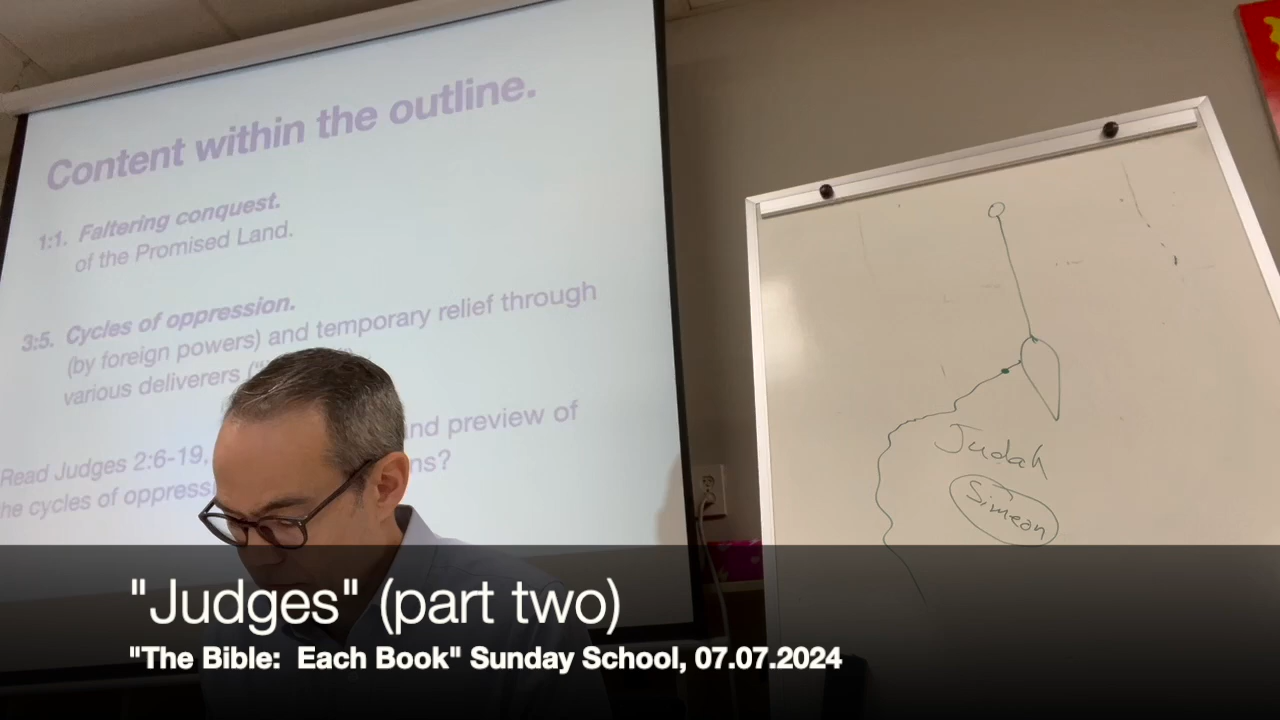 Content within the outline.
1:1. Faltering conquest.
of the Promised Land.
3:5. Cycles of oppression.
(by foreign powers) and temporary relief through
various deliverers
Read Judges 2:6-19, and preview of
he cycles of
Judah
Simeon
"Judges" (part two)
"The Bible: Each Book" Sunday School, 07.07.2024